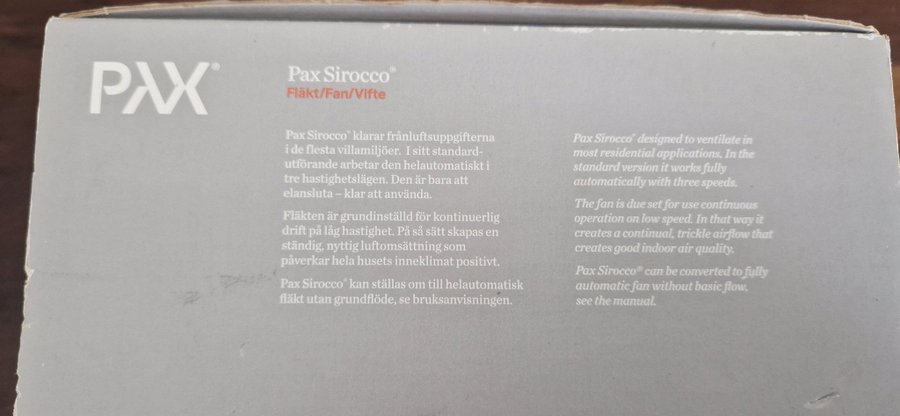 PAX®
Pax Sirocco®
Fläkt/Fan/Vifte
Pax Sirocco® klarar frånluftsuppgifterna
i de flesta villamiljöer. I sitt standard-
utförande arbetar den helautomatiskt i
tre hastighetslägen. Den är bara att
elansluta – klar att använda.
Fläkten är grundinställd för kontinuerlig
drift på låg hastighet. På så sätt skapas en
ständig, nyttig luftomsättning som
påverkar hela husets inneklimat positivt.
Pax Sirocco® kan ställas om till helautomatisk
fläkt utan grundflöde, se bruksanvisningen.
Pax Sirocco® designed to ventilate in
most residential applications. In the
standard version it works fully
automatically with three speeds.
The fan is due set for use continuous
operation on low speed. In that way it
creates a continual, trickle airflow that
creates good indoor air quality.
Pax Sirocco® can be converted to fully
automatic fan without basic flow,
see the manual.